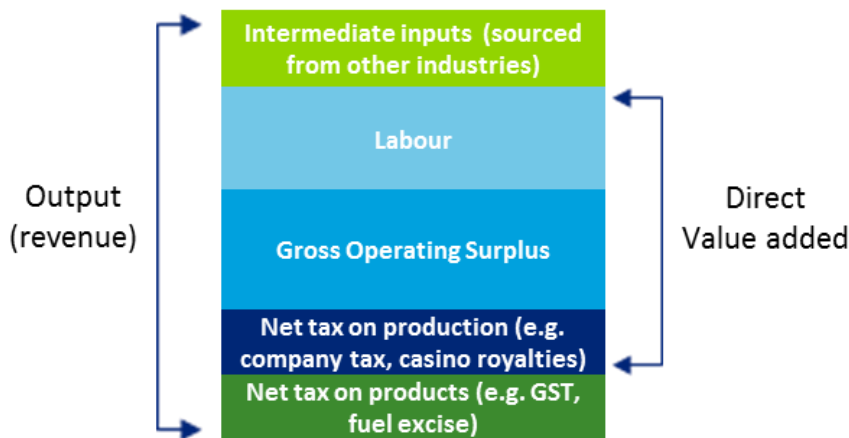 Intermediate inputs (sourced
from other industries)
Labour
Output
(revenue)
Direct
Value added
Gross Operating Surplus
Net tax on production (e.g.
company tax, casino royalties)
Net tax on products (e.g. GST,
fuel excise)